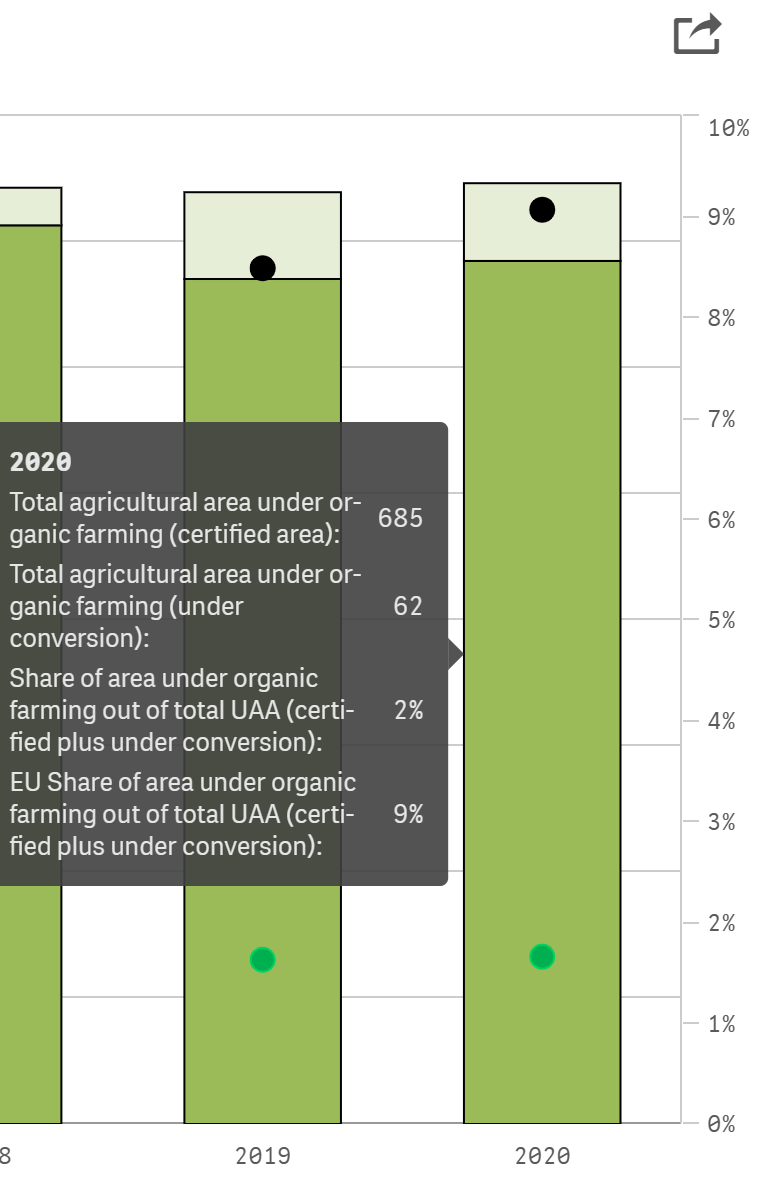 10%
9%
8%
7%
6%
5%
4%
3%
2%
1%
0%
2020
Total agricultural area under or-
ganic farming (certified area): 685
Total agricultural area under or-
ganic farming (under 62
conversion):
Share of area under organic
farming out of total UAA (certi- 2%
fied plus under conversion):
EU Share of area under organic
farming out of total UAA (certi- 9%
fied plus under conversion):
8 2019 2020